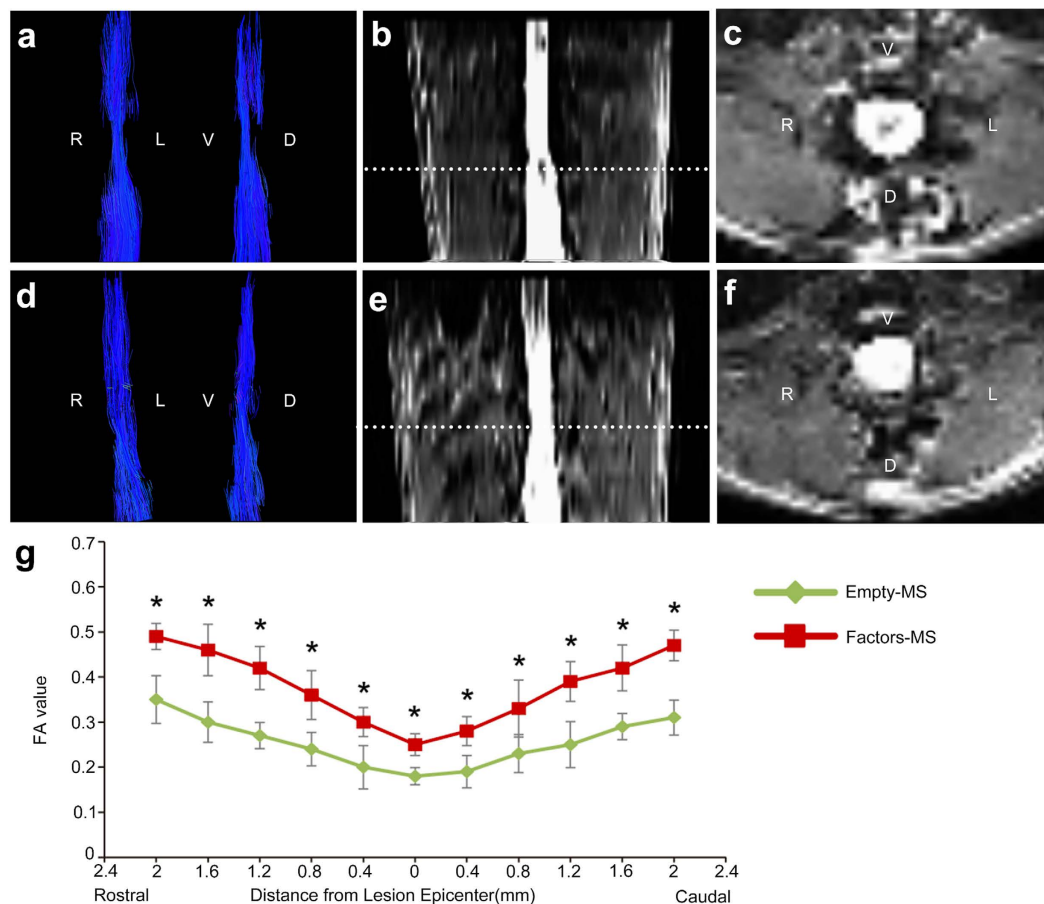 a
R L V D
b
c
V
R L
D
d
R L V D
e
f
V
R L
D
g
0.7
0.6
0.5
0.4
0.3
0.2
0.1
0
FA value
* * * * * * * * * * *
Empty-MS
Factors-MS
2.4 2 1.6 1.2 0.8 0.4 0 0.4 0.8 1.2 1.6 2 2.4
Rostral Distance from Lesion Epicenter(mm) Caudal